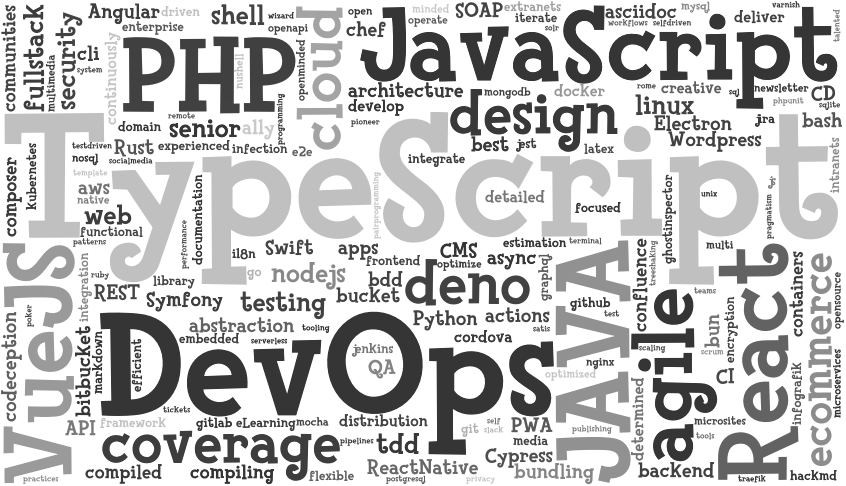 communities
fullstack
multimedia
security
cli
system
Angular
driven
enterprise
continuously
PHP
shell
wizard
openapi
nushell
programming
openminded
cloud
open
chef
minded
operate
SOAP
extranets
iterate
solr
JavaScript
asciidoc
workflows
selfdriven
mysql
deliver
varnish
talented
architecture
develop
pioneer
mongodb
docker
design
best
jest
latex
rome
creative
linux
sql
newsletter
phpunit
CD
sqlite
Electron
Wordpress
jira
bash
remote
domain
senior
ally
testdriven
nosql
Rust
experienced
infection
e2e
socialmedia
integrate
TypeScript
composer
Kubernetes
template
aws
native
web
functional
patterns
performance
documentation
pairprogramming
detailed
focused
ghostinspector
unix
pragmatism
intranets
VueJS
integration
ruby
REST
library
Symfony
il8n
go
Swift
nodejs
apps
frontend
bdd
bucket
testing
CMS
optimize
async
estimation
terminal
graphql
deno
Python
actions
satis
cordova
github
test
nginx
JAVA
confluence
treeshaking
multi
teams
React
containers
ecommerce
opensource
poker
codeception
bitbucket
markdown
abstraction
tooling
embedded
serverless
efficient
DevOps
jenkins
QA
optimized
scaling
agile
bun
scrum
encryption
CI
infografik
microservices
tickets
API
framework
gitlab
eLearning
mocha
distribution
git
self
slack
PWA
media
publishing
determined
microsites
tools
coverage
pipelines
tdd
Cypress
practices
compiled
compiling
flexible
ReactNative
postgresql
privacy
bundling
backend
traefik
hackmd